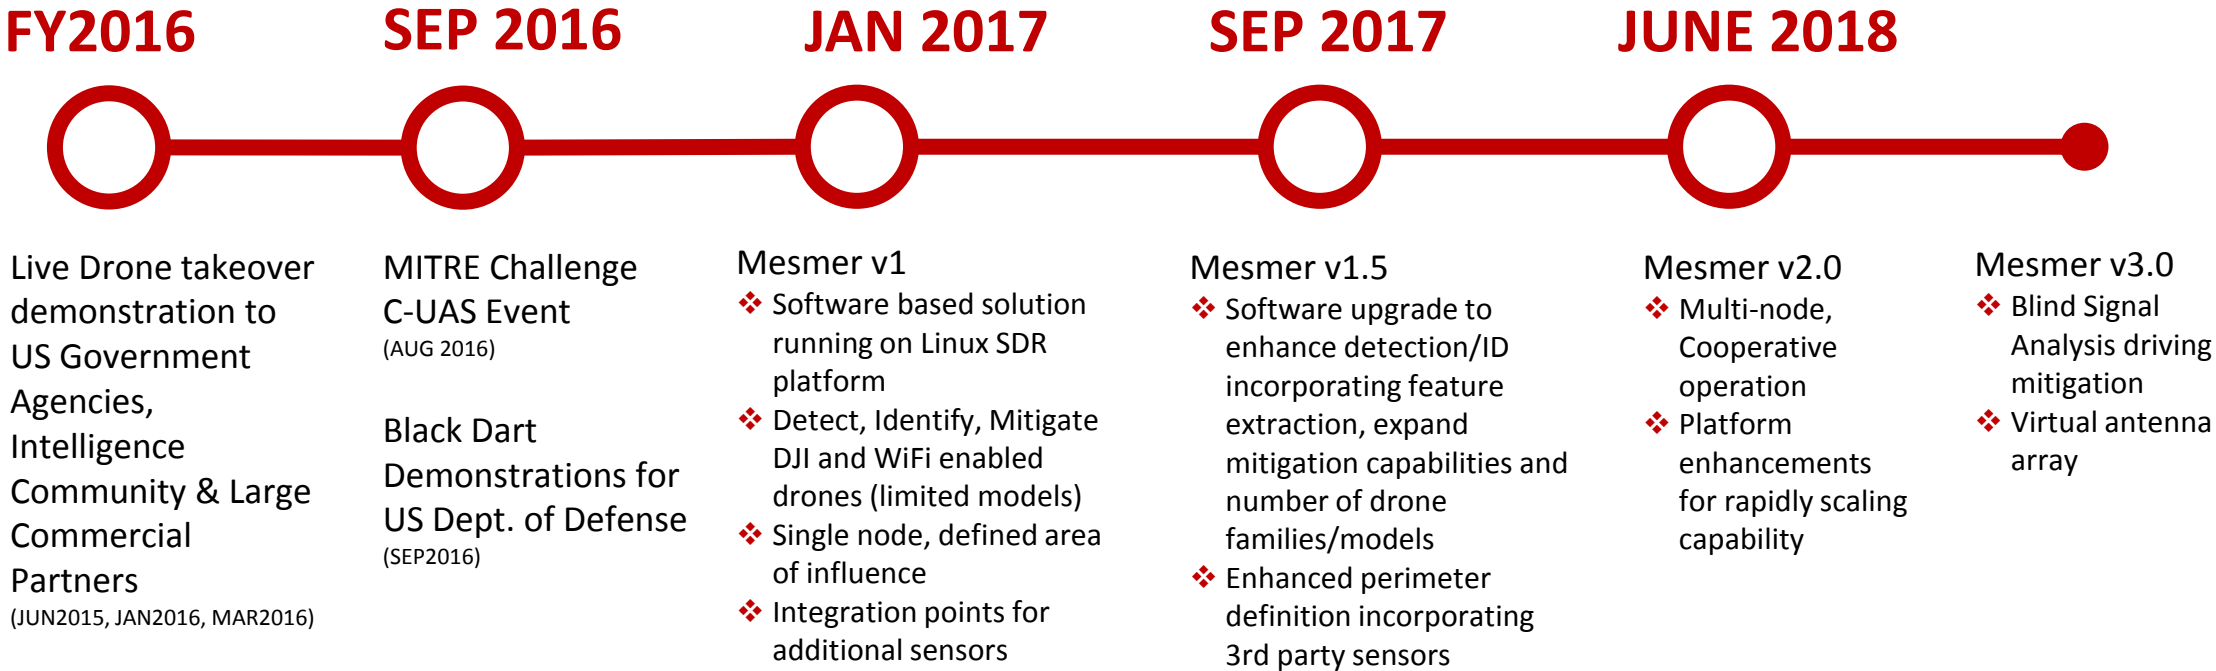 FY2016
SEP 2016
JAN 2017
SEP 2017
JUNE 2018
Live Drone takeover
demonstration to
US Government
Agencies,
Intelligence
Community & Large
Commercial
Partners
(JUN2015, JAN2016, MAR2016)
MITRE Challenge
C-UAS Event
(AUG 2016)
Black Dart
Demonstrations for
US Dept. of Defense
(SEP2016)
Mesmer v1
❖ Software based solution
running on Linux SDR
platform
❖ Detect, Identify, Mitigate
DJI and WiFi enabled
drones (limited models)
❖ Single node, defined area
of influence
❖ Integration points for
additional sensors
Mesmer v1.5
❖ Software upgrade to
enhance detection/ID
incorporating feature
extraction, expand
mitigation capabilities and
number of drone
families/models
❖ Enhanced perimeter
definition incorporating
3rd party sensors
Mesmer v2.0
❖ Multi-node,
Cooperative
operation
❖ Platform
enhancements
for rapidly scaling
capability
Mesmer v3.0
❖ Blind Signal
Analysis driving
mitigation
❖ Virtual antenna
array